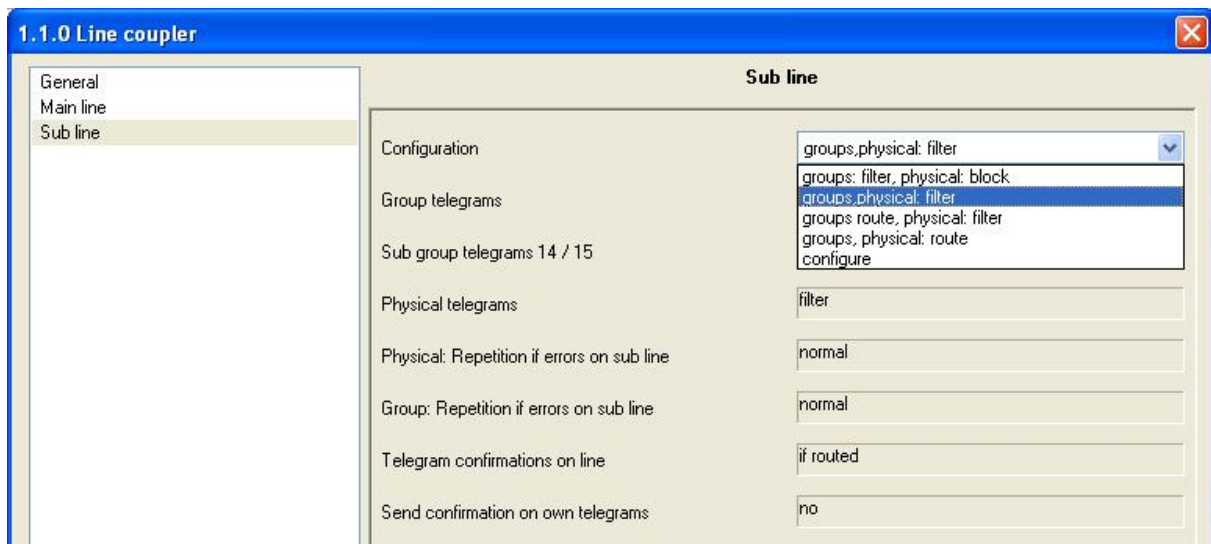 1.1.0 Line coupler
General
Main line
Sub line
Sub line
Configuration
groups,physical: filter
groups: filter, physical: block
groups,physical: filter
groups route, physical: filter
groups, physical: route
configure
Group telegrams
Sub group telegrams 14 / 15
Physical telegrams
filter
Physical: Repetition if errors on sub line
normal
Group: Repetition if errors on sub line
normal
Telegram confirmations on line
if routed
Send confirmation on own telegrams
no